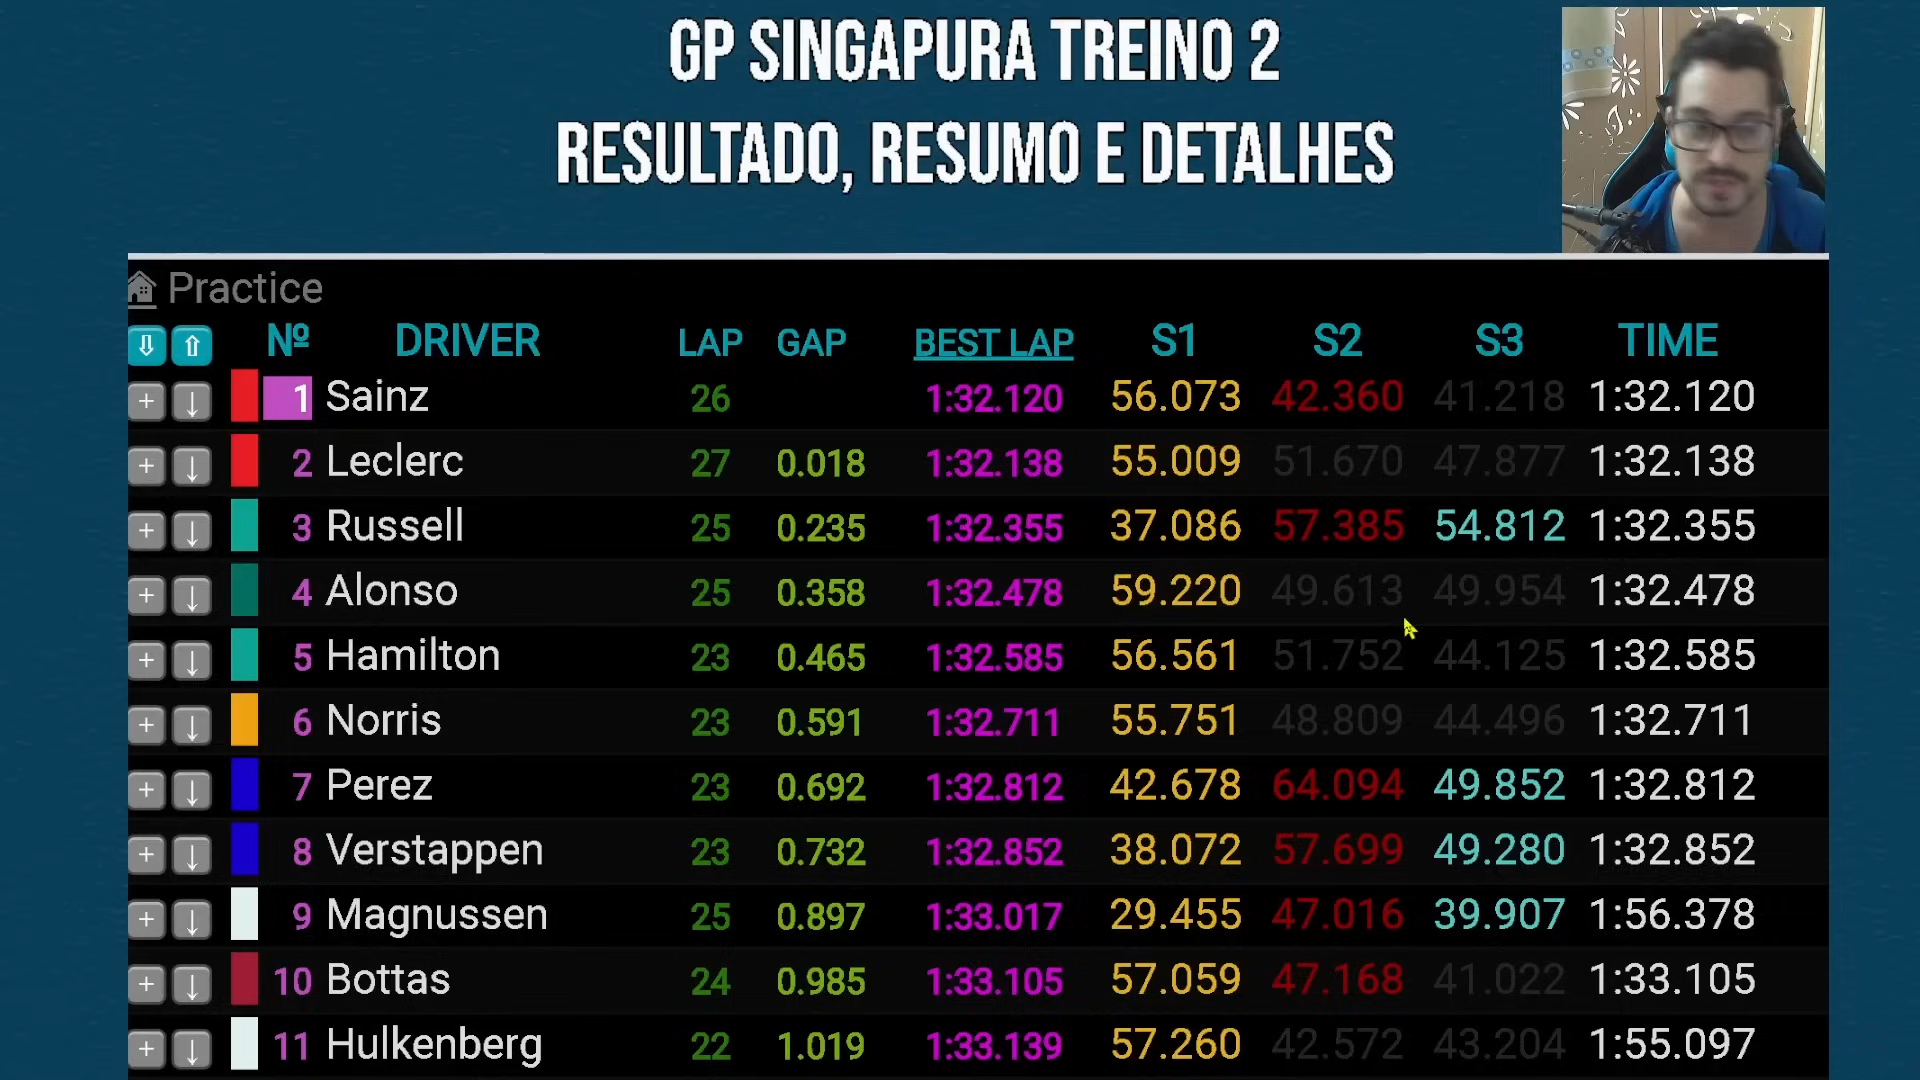 GP SINGAPURA TREINO 2
RESULTADO, RESUMO E DETALHES
Practice
Nº DRIVER LAP GAP BEST LAP S1 S2 S3 TIME
1 Sainz 26 1:32.120 56.073 42.360 41.218 1:32.120
2 Leclerc 27 0.018 1:32.138 55.009 51.670 47.877 1:32.138
3 Russell 25 0.235 1:32.355 37.086 57.385 54.812 1:32.355
4 Alonso 25 0.358 1:32.478 59.220 49.613 49.954 1:32.478
5 Hamilton 23 0.465 1:32.585 56.561 51.752 44.125 1:32.585
6 Norris 23 0.591 1:32.711 55.751 48.809 44.496 1:32.711
7 Perez 23 0.692 1:32.812 42.678 64.094 49.852 1:32.812
8 Verstappen 23 0.732 1:32.852 38.072 57.699 49.280 1:32.852
9 Magnussen 25 0.897 1:33.017 29.455 47.016 39.907 1:56.378
10 Bottas 24 0.985 1:33.105 57.059 47.168 41.022 1:33.105
11 Hulkenberg 22 1.019 1:33.139 57.260 42.572 43.204 1:55.097